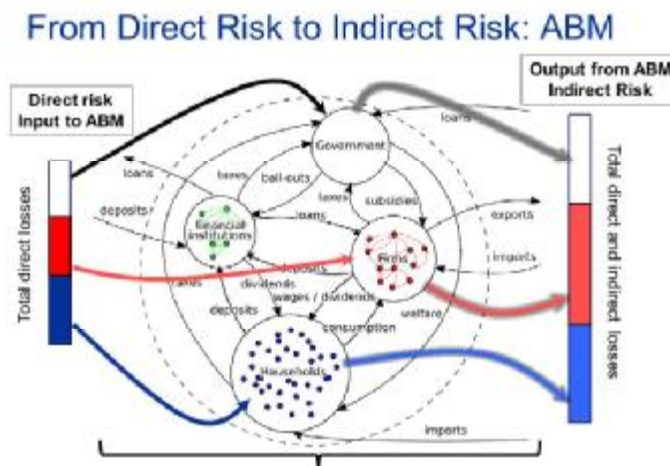 From Direct Risk to Indirect Risk: ABM
Direct risk
Input to ABM
Output from ABM
Indirect Risk
Total direct losses
Total direct and indirect losses
Government
loans
loans
taxes
bail-outs
taxes
subsidies
deposits
Financial
institutions
loans
exports
Firms
imports
deposits
taxes
dividends
wages / dividends
deposits
consumption
welfare
Households
imports